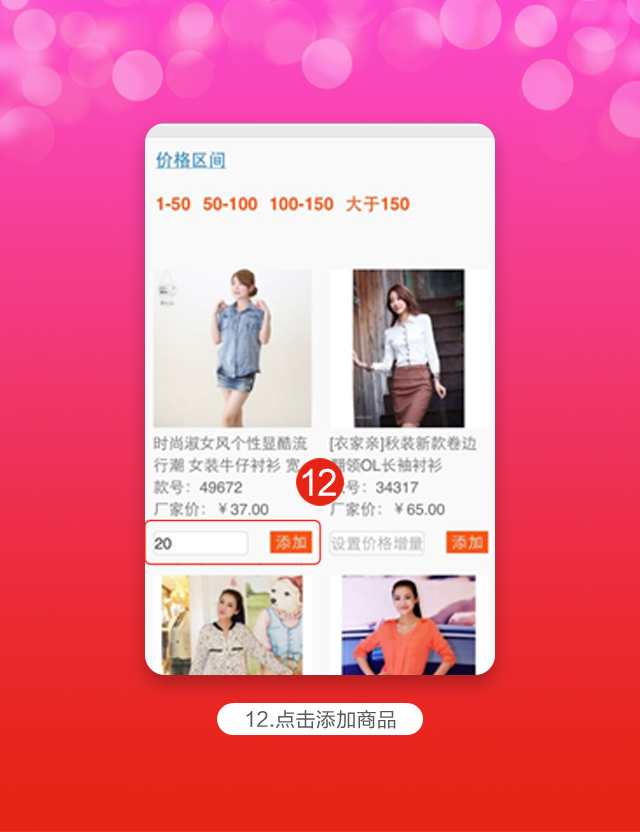 价格区间
1-50 50-100 100-150 大于150
时尚淑女风个性显酷流
行潮 女装牛仔衬衫 宽
款号：49672
厂家价：￥37.00
20
添加
12
[衣家亲]秋装新款卷边
翻领OL长袖衬衫
款号：34317
厂家价：￥65.00
设置价格增量
添加
12.点击添加商品